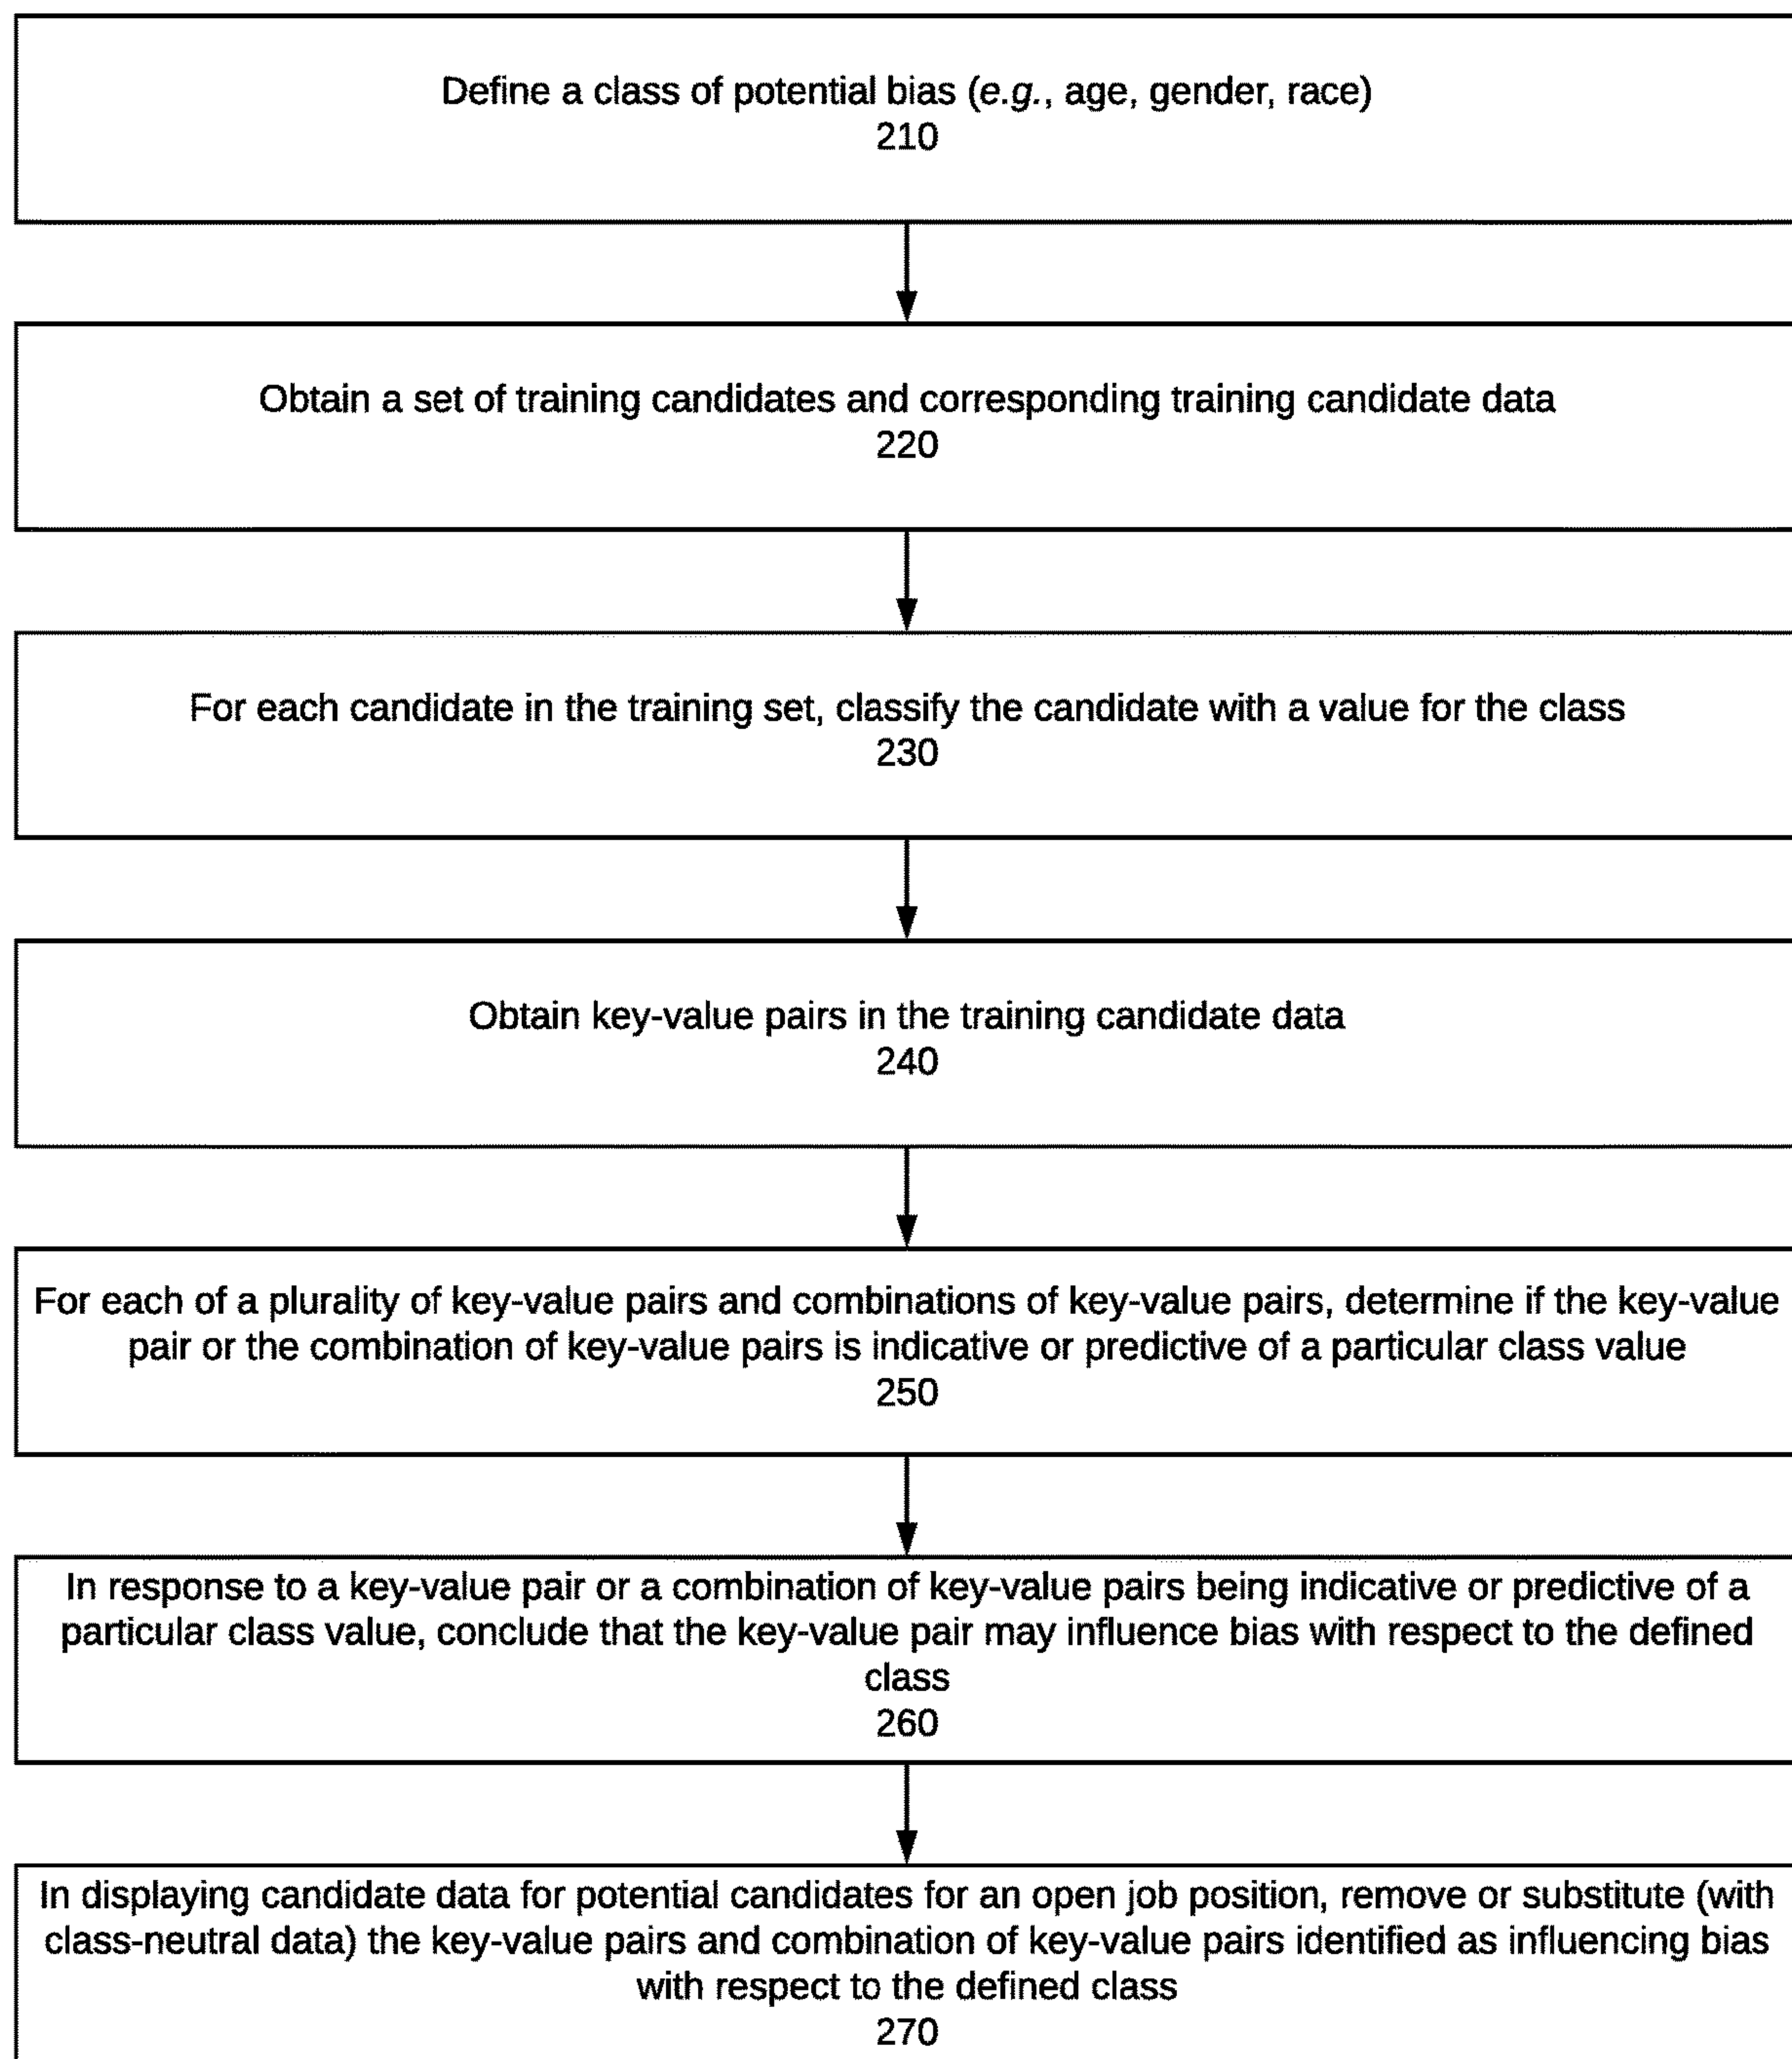 Define a class of potential bias (e.g., age, gender, race)
210
Obtain a set of training candidates and corresponding training candidate data
220
For each candidate in the training set, classify the candidate with a value for the class
230
Obtain key-value pairs in the training candidate data
240
For each of a plurality of key-value pairs and combinations of key-value pairs, determine if the key-value
pair or the combination of key-value pairs is indicative or predictive of a particular class value
250
In response to a key-value pair or a combination of key-value pairs being indicative or predictive of a
particular class value, conclude that the key-value pair may influence bias with respect to the defined
class
260
In displaying candidate data for potential candidates for an open job position, remove or substitute (with
class-neutral data) the key-value pairs and combination of key-value pairs identified as influencing bias
with respect to the defined class
270